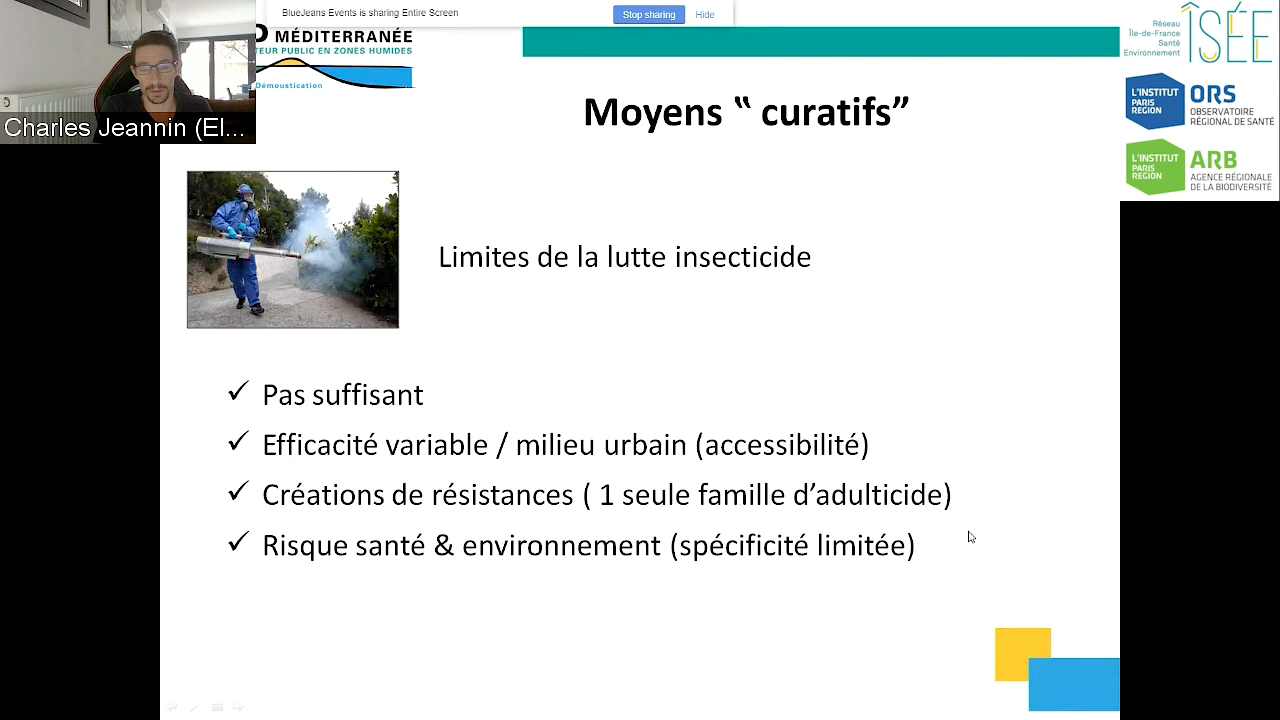 BlueJeans Events is sharing Entire Screen
Stop sharing
Hide
MÉDITERRANÉE
TEUR PUBLIC EN ZONES HUMIDES
Démoustication
Charles Jeannin (El...
Réseau
Île-de-France
Santé
Environnement
ÎSÉE
L'INSTITUT
PARIS
REGION
ORS
OBSERVATOIRE
RÉGIONAL DE SANTÉ
L'INSTITUT
PARIS
REGION
ARB
AGENCE RÉGIONALE
DE LA BIODIVERSITÉ
Moyens “ curatifs”
Limites de la lutte insecticide
✓ Pas suffisant
✓ Efficacité variable / milieu urbain (accessibilité)
✓ Créations de résistances ( 1 seule famille d’adulticide)
✓ Risque santé & environnement (spécificité limitée)